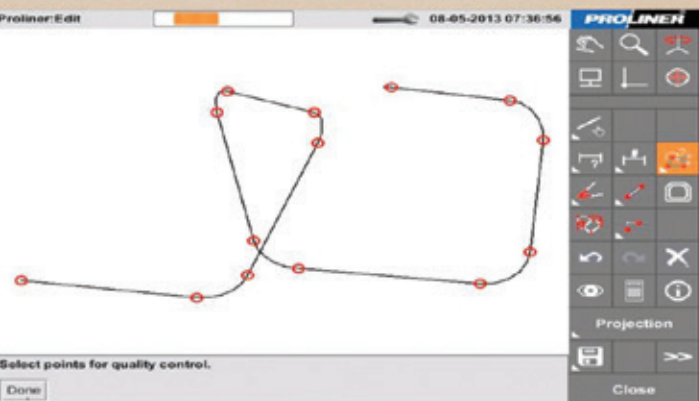 Proliner:Edit
08-05-2013 07:36:56
PROLINER
Projection
Select points for quality control.
>>
Done
Close